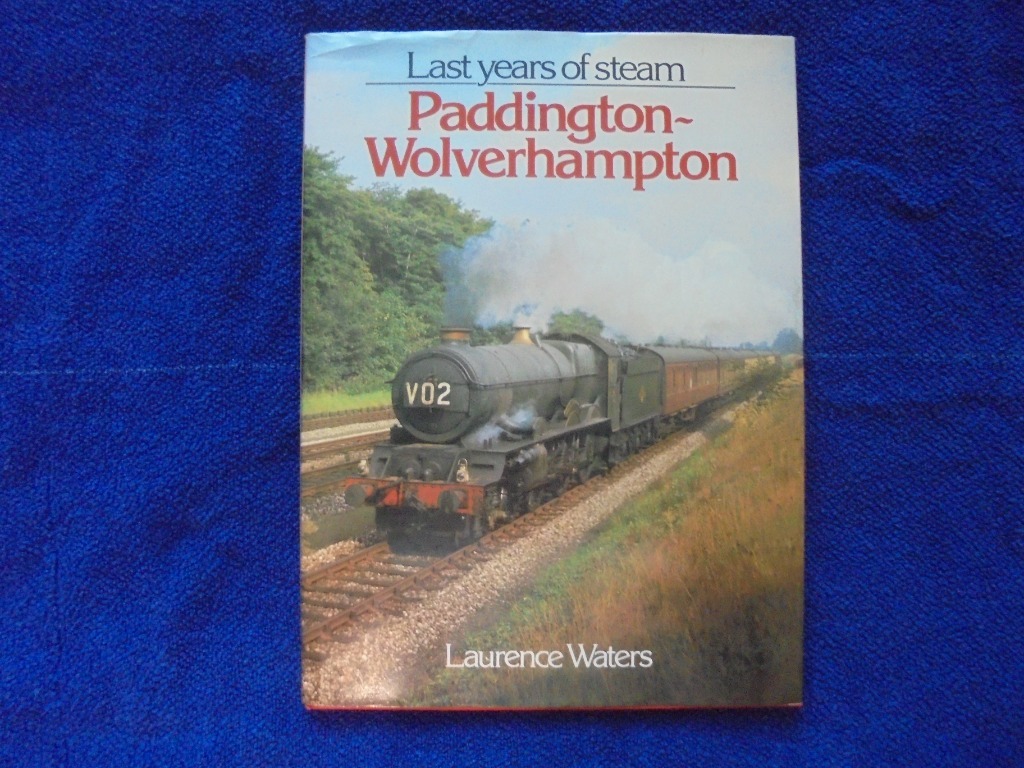 Last years of steam
Paddington~
Wolverhampton
V02
Laurence Waters